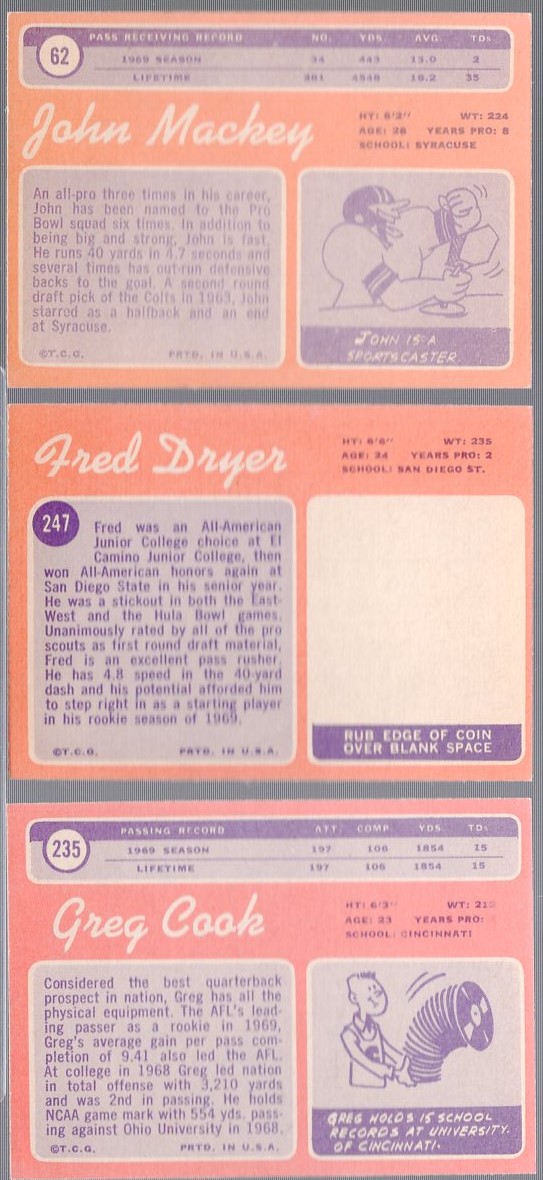 62 PASS RECEIVING RECORD NO. YDS. AVG. TDs
1969 SEASON 34 443 13.0 2
LIFETIME 281 4548 16.2 35
John Mackey
HT: 6'2" WT: 224
AGE: 28 YEARS PRO: 8
SCHOOL: SYRACUSE
An all-pro three times in his career,
John has been named to the Pro
Bowl squad six times. In addition to
being big and strong, John is fast.
He runs 40 yards in 4.7 seconds and
several times has out-run defensive
backs to the goal. A second round
draft pick of the Colts in 1963, John
starred as a halfback and an end
at Syracuse.
©T.C.G. PRTD. IN U.S.A.
JOHN IS A
SPORTSCASTER.
Fred Dryer
HT: 6'6" WT: 235
AGE: 24 YEARS PRO: 2
SCHOOL: SAN DIEGO ST.
247
Fred was an All-American
Junior College choice at El
Camino Junior College, then
won All-American honors again at
San Diego State in his senior year.
He was a stickout in both the East-
West and the Hula Bowl games.
Unanimously rated by all of the pro
scouts as first round draft material,
Fred is an excellent pass rusher.
He has 4.8 speed in the 40-yard
dash and his potential afforded him
to step right in as a starting player
in his rookie season of 1969.
©T.C.G. PRTD. IN U.S.A.
RUB EDGE OF COIN
OVER BLANK SPACE
235 PASSING RECORD ATT. COMP. YDS. TDs
1969 SEASON 197 106 1854 15
LIFETIME 197 106 1854 15
Greg Cook
HT: 6'3" WT: 212
AGE: 23 YEARS PRO:
SCHOOL: CINCINNATI
Considered the best quarterback
prospect in nation, Greg has all the
physical equipment. The AFL's lead-
ing passer as a rookie in 1969,
Greg's average gain per pass com-
pletion of 9.41 also led the AFL.
At college in 1968 Greg led nation
in total offense with 3,210 yards
and was 2nd in passing. He holds
NCAA game mark with 554 yds. pass-
ing against Ohio University in 1968.
©T.C.G. PRTD. IN U.S.A.
GREG HOLDS 15 SCHOOL
RECORDS AT UNIVERSITY.
OF CINCINNATI.